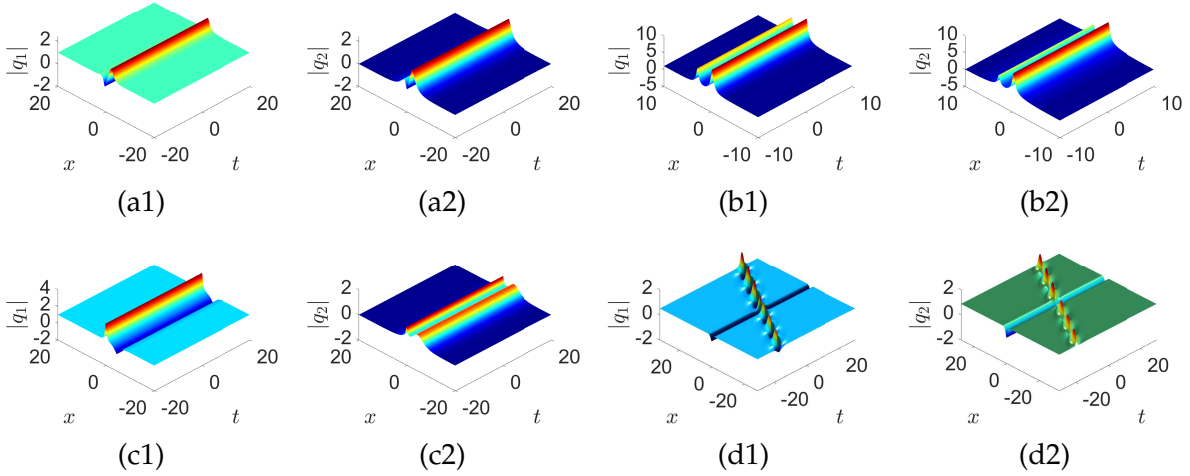 |q₁| 2 0 -2 20 0 -20 x -20 0 20 t
(a1)
|q₂| 2 0 -2 20 0 -20 x -20 0 20 t
(a2)
|q₁| 10 5 0 -5 10 0 -10 x -10 0 10 t
(b1)
|q₂| 10 5 0 -5 10 0 -10 x -10 0 10 t
(b2)
|q₁| 4 2 0 -2 20 0 -20 x -20 0 20 t
(c1)
|q₂| 2 0 -2 20 0 -20 x -20 0 20 t
(c2)
|q₁| 2 0 -2 20 0 -20 x -20 0 20 t
(d1)
|q₂| 2 0 -2 20 0 -20 x -20 0 20 t
(d2)